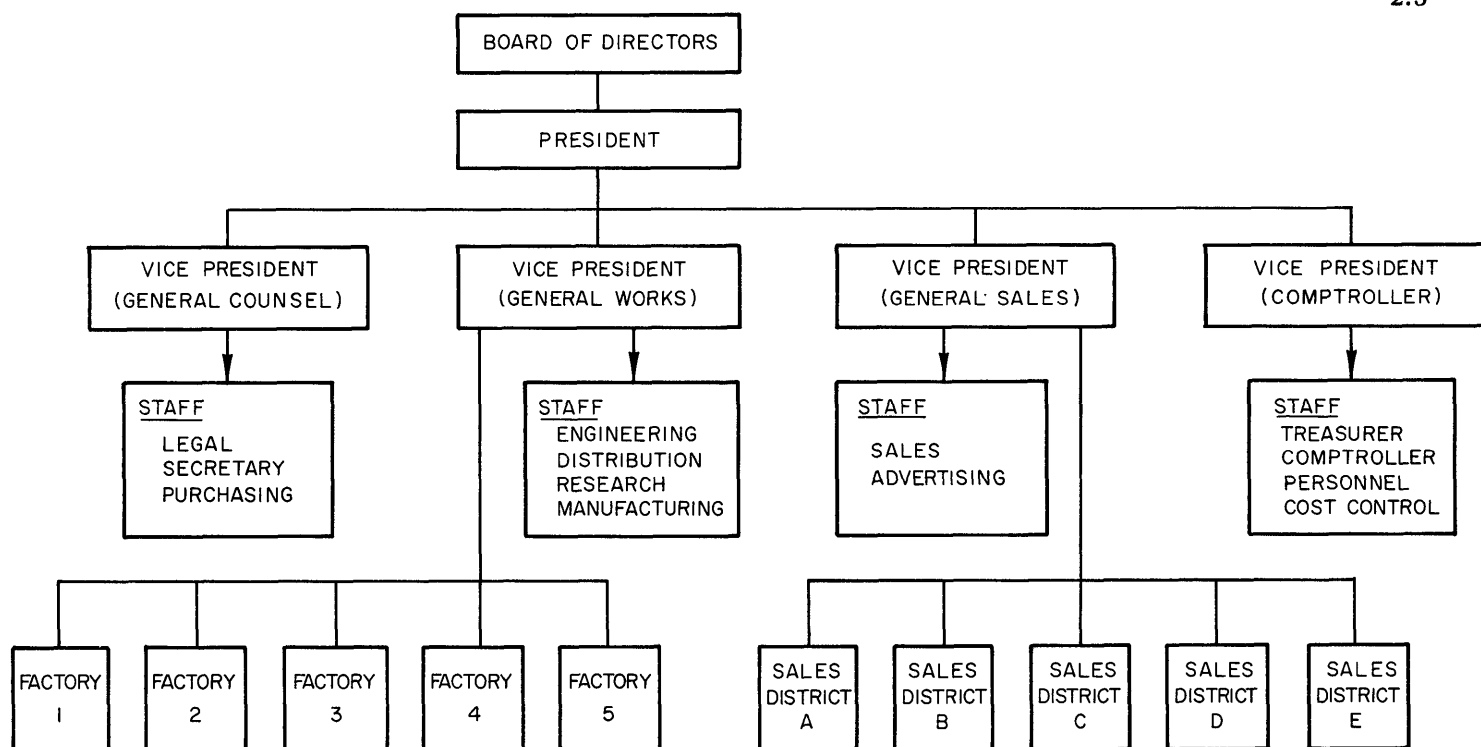 BOARD OF DIRECTORS
PRESIDENT
VICE PRESIDENT
(GENERAL COUNSEL)
VICE PRESIDENT
(GENERAL WORKS)
VICE PRESIDENT
(GENERAL SALES)
VICE PRESIDENT
(COMPTROLLER)
STAFF
LEGAL
SECRETARY
PURCHASING
STAFF
ENGINEERING
DISTRIBUTION
RESEARCH
MANUFACTURING
STAFF
SALES
ADVERTISING
STAFF
TREASURER
COMPTROLLER
PERSONNEL
COST CONTROL
FACTORY
1
FACTORY
2
FACTORY
3
FACTORY
4
FACTORY
5
SALES
DISTRICT
A
SALES
DISTRICT
B
SALES
DISTRICT
C
SALES
DISTRICT
D
SALES
DISTRICT
E